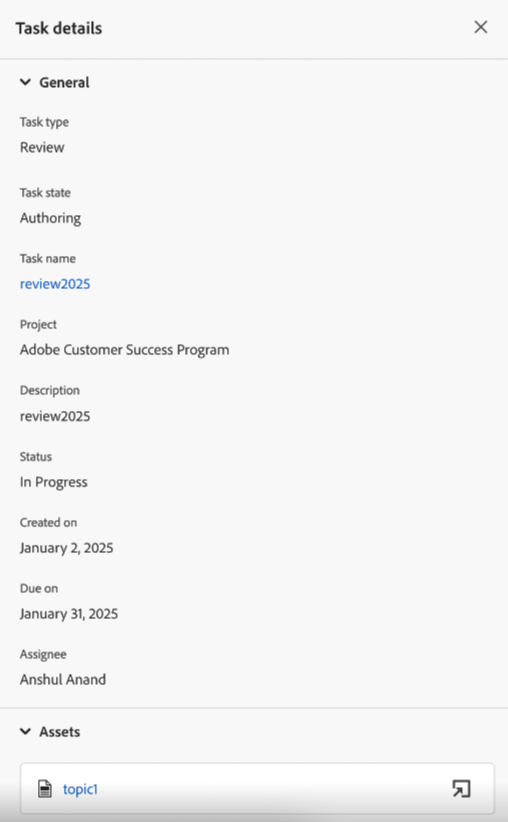 Task details
General
Task type
Review
Task state
Authoring
Task name
review2025
Project
Adobe Customer Success Program
Description
review2025
Status
In Progress
Created on
January 2, 2025
Due on
January 31, 2025
Assignee
Anshul Anand
Assets
topic1